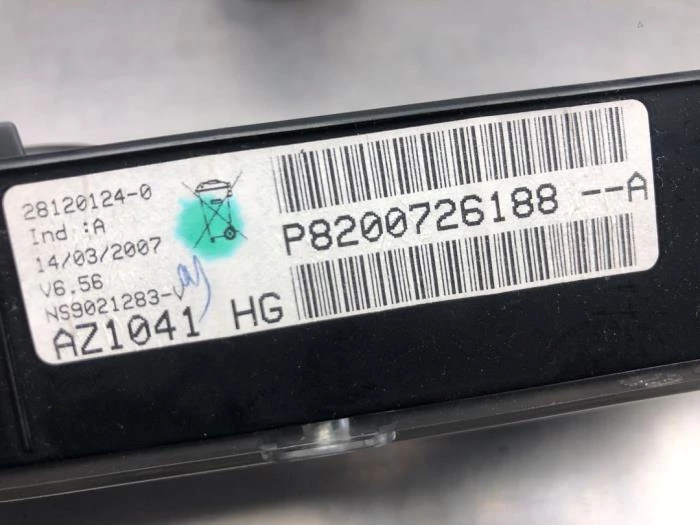 28120124-0
Ind :A
14/03/2007
V6.56
NS9021283-V
AZ1041 HG
P8200726188 --A